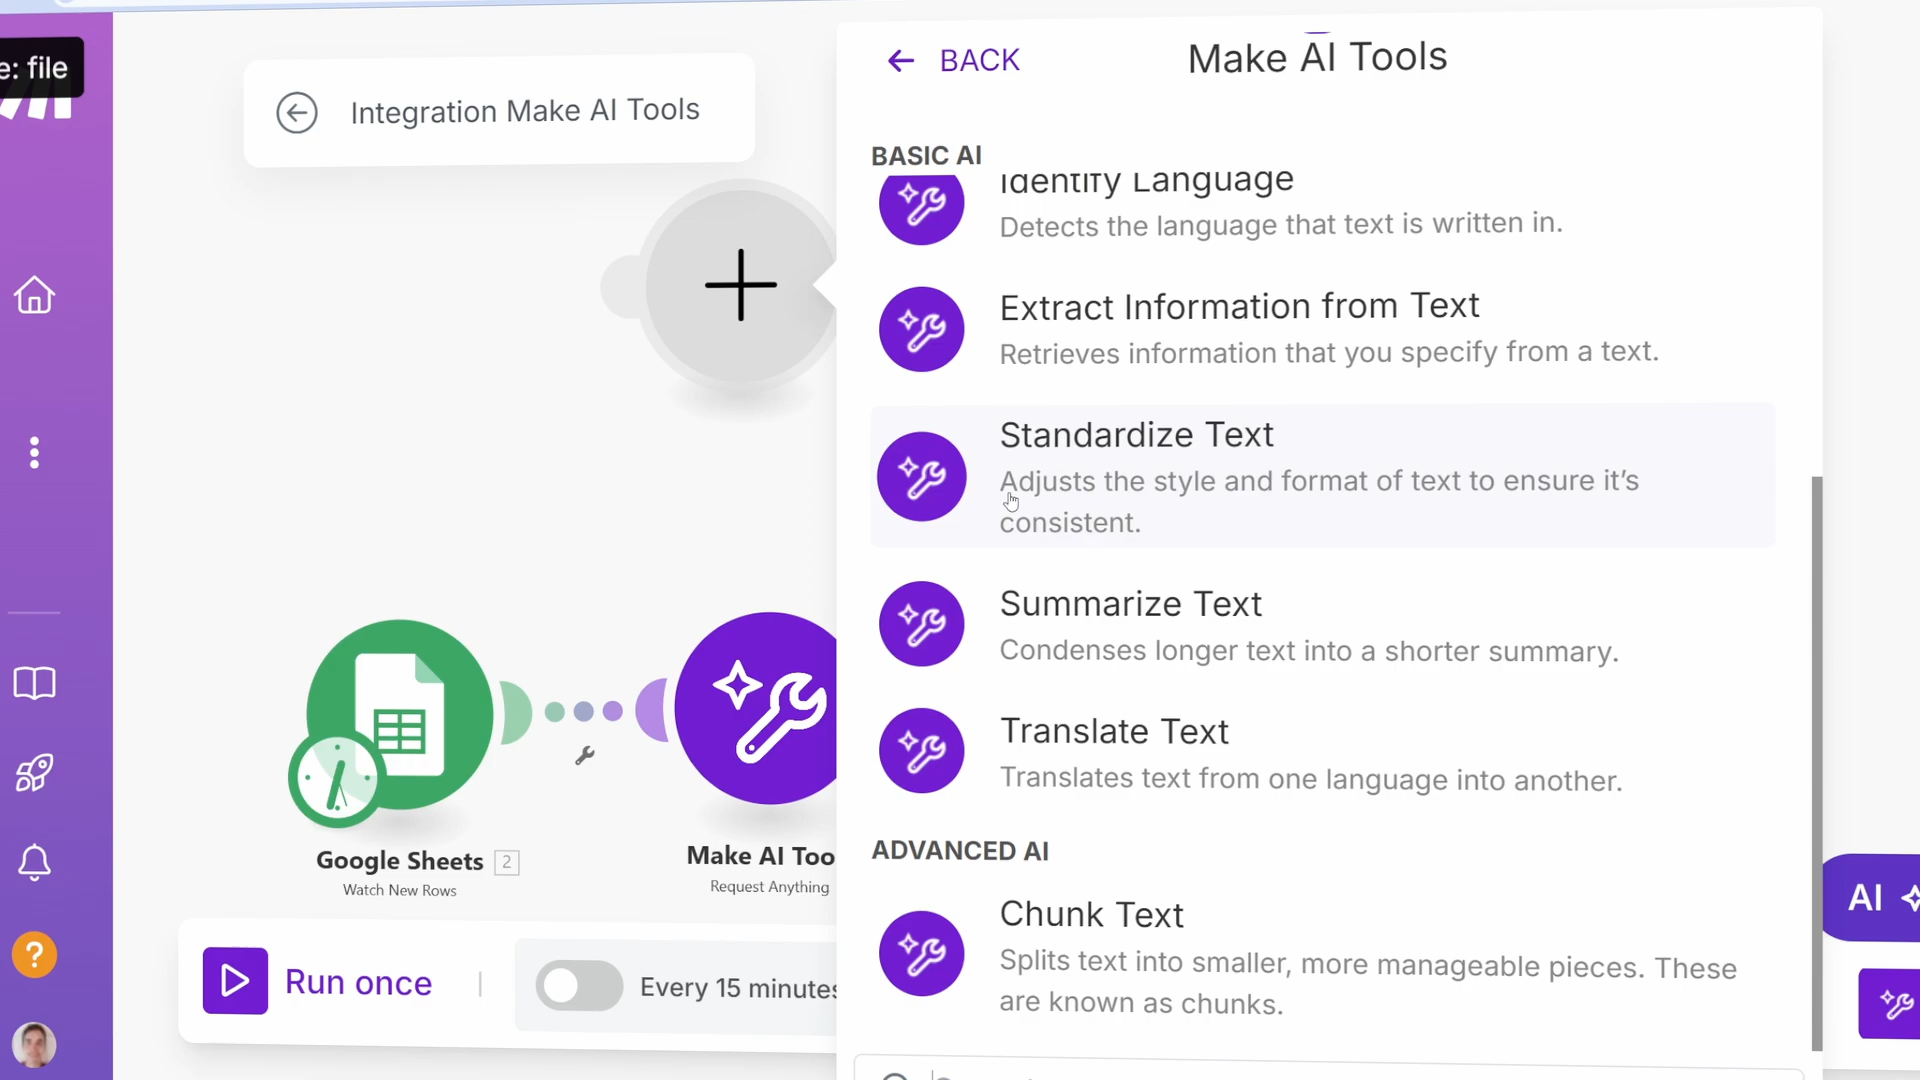 e: file
Integration Make AI Tools
BACK
Make AI Tools
BASIC AI
Identify Language
Detects the language that text is written in.
Extract Information from Text
Retrieves information that you specify from a text.
Standardize Text
Adjusts the style and format of text to ensure it's
consistent.
Summarize Text
Condenses longer text into a shorter summary.
Translate Text
Translates text from one language into another.
ADVANCED AI
Chunk Text
Splits text into smaller, more manageable pieces. These
are known as chunks.
Google Sheets 2
Watch New Rows
Make AI Too
Request Anything
Run once
Every 15 minutes
?
AI